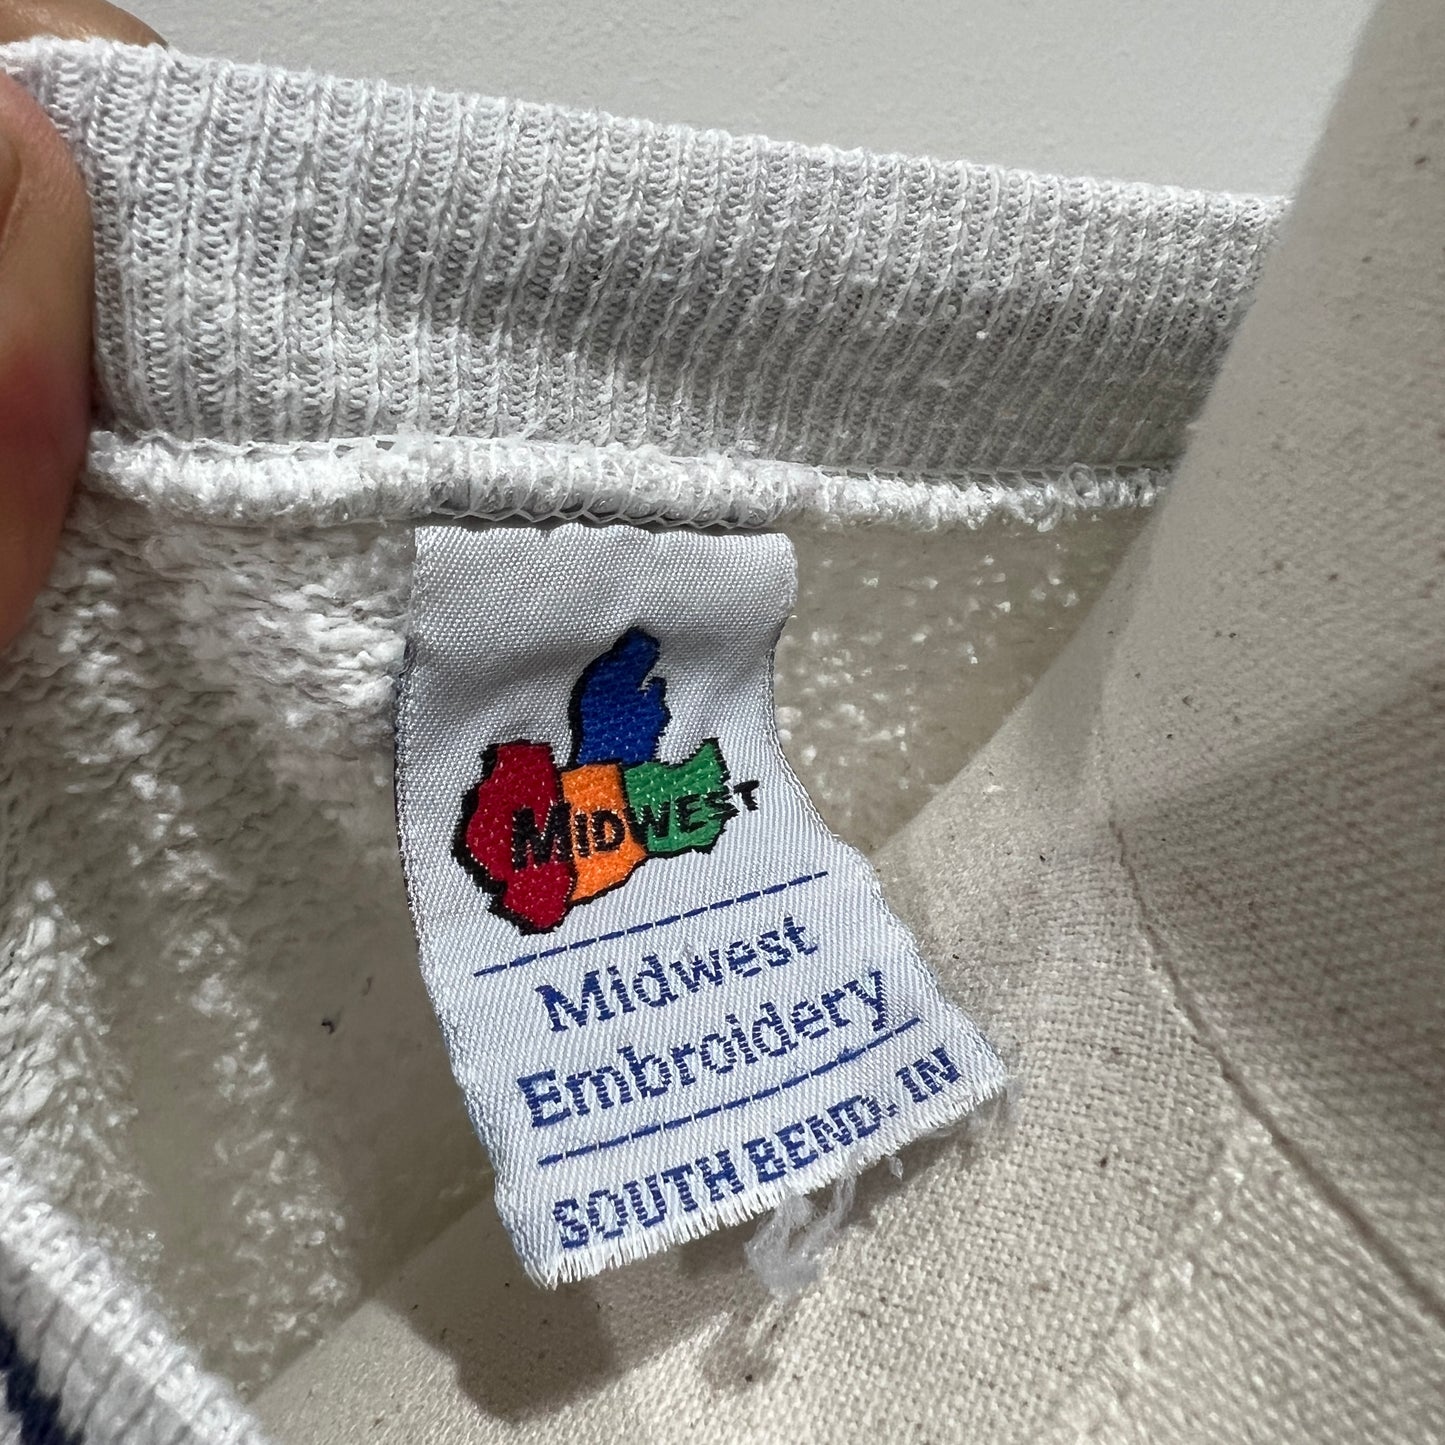 MIDWEST
Midwest
Embroidery
SOUTH BEND, IN